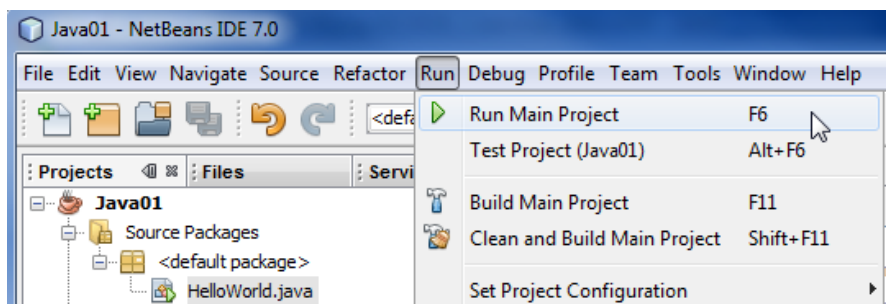 Java01 - NetBeans IDE 7.0
File Edit View Navigate Source Refactor Run Debug Profile Team Tools Window Help
<defa
Run Main Project F6
Test Project (Java01) Alt+F6
Projects Files Servi
Java01
Build Main Project F11
Source Packages
Clean and Build Main Project Shift+F11
<default package>
HelloWorld.java
Set Project Configuration